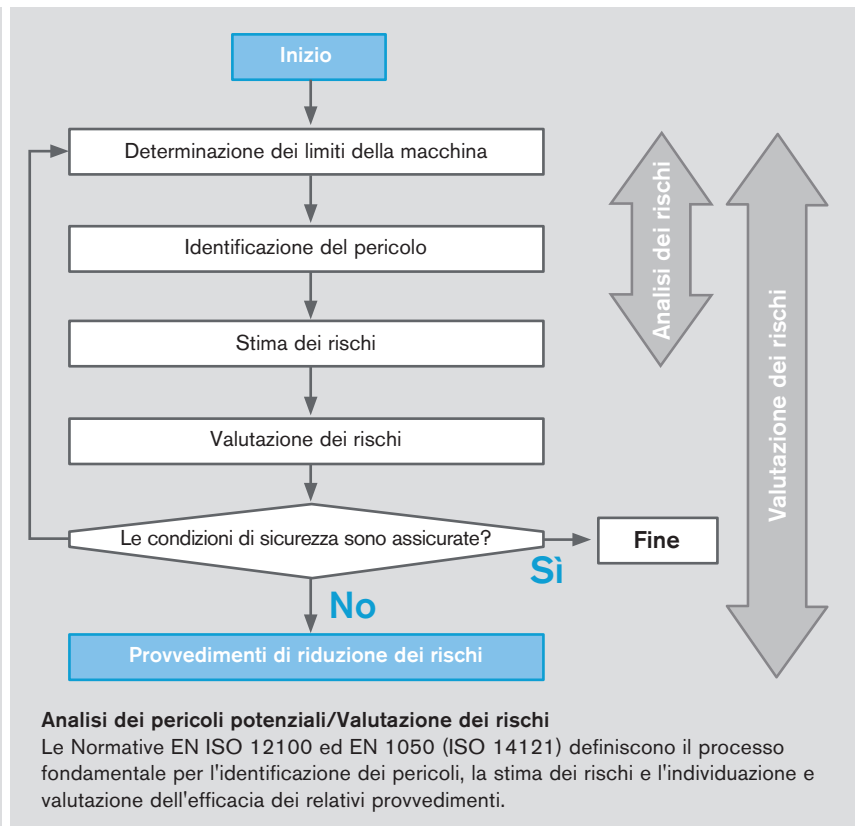 Inizio
Determinazione dei limiti della macchina
Identificazione del pericolo
Stima dei rischi
Valutazione dei rischi
Le condizioni di sicurezza sono assicurate?
Fine
Sì
No
Provvedimenti di riduzione dei rischi
Analisi dei rischi
Valutazione dei rischi
Analisi dei pericoli potenziali/Valutazione dei rischi
Le Normative EN ISO 12100 ed EN 1050 (ISO 14121) definiscono il processo
fondamentale per l'identificazione dei pericoli, la stima dei rischi e l'individuazione e
valutazione dell'efficacia dei relativi provvedimenti.